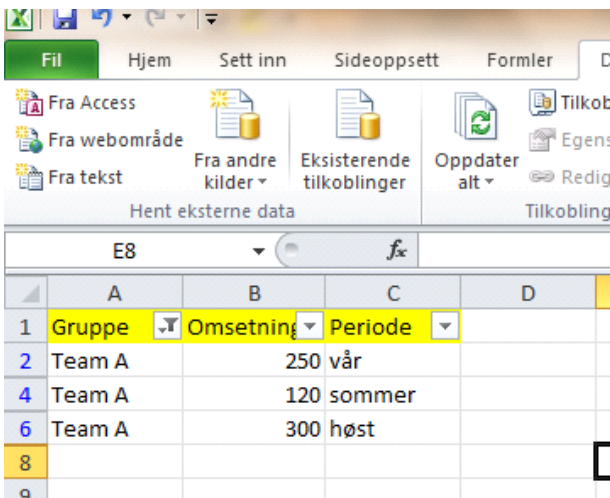 Fil Hjem Sett inn Sideoppsett Formler
Fra Access
Fra webområde
Fra tekst
Fra andre
kilder
Eksisterende
tilkoblinger
Oppdater
alt
Hent eksterne data
E8 fx
A B C D
1 Gruppe Omsetning Periode
2 Team A 250 vår
4 Team A 120 sommer
6 Team A 300 høst
8
9